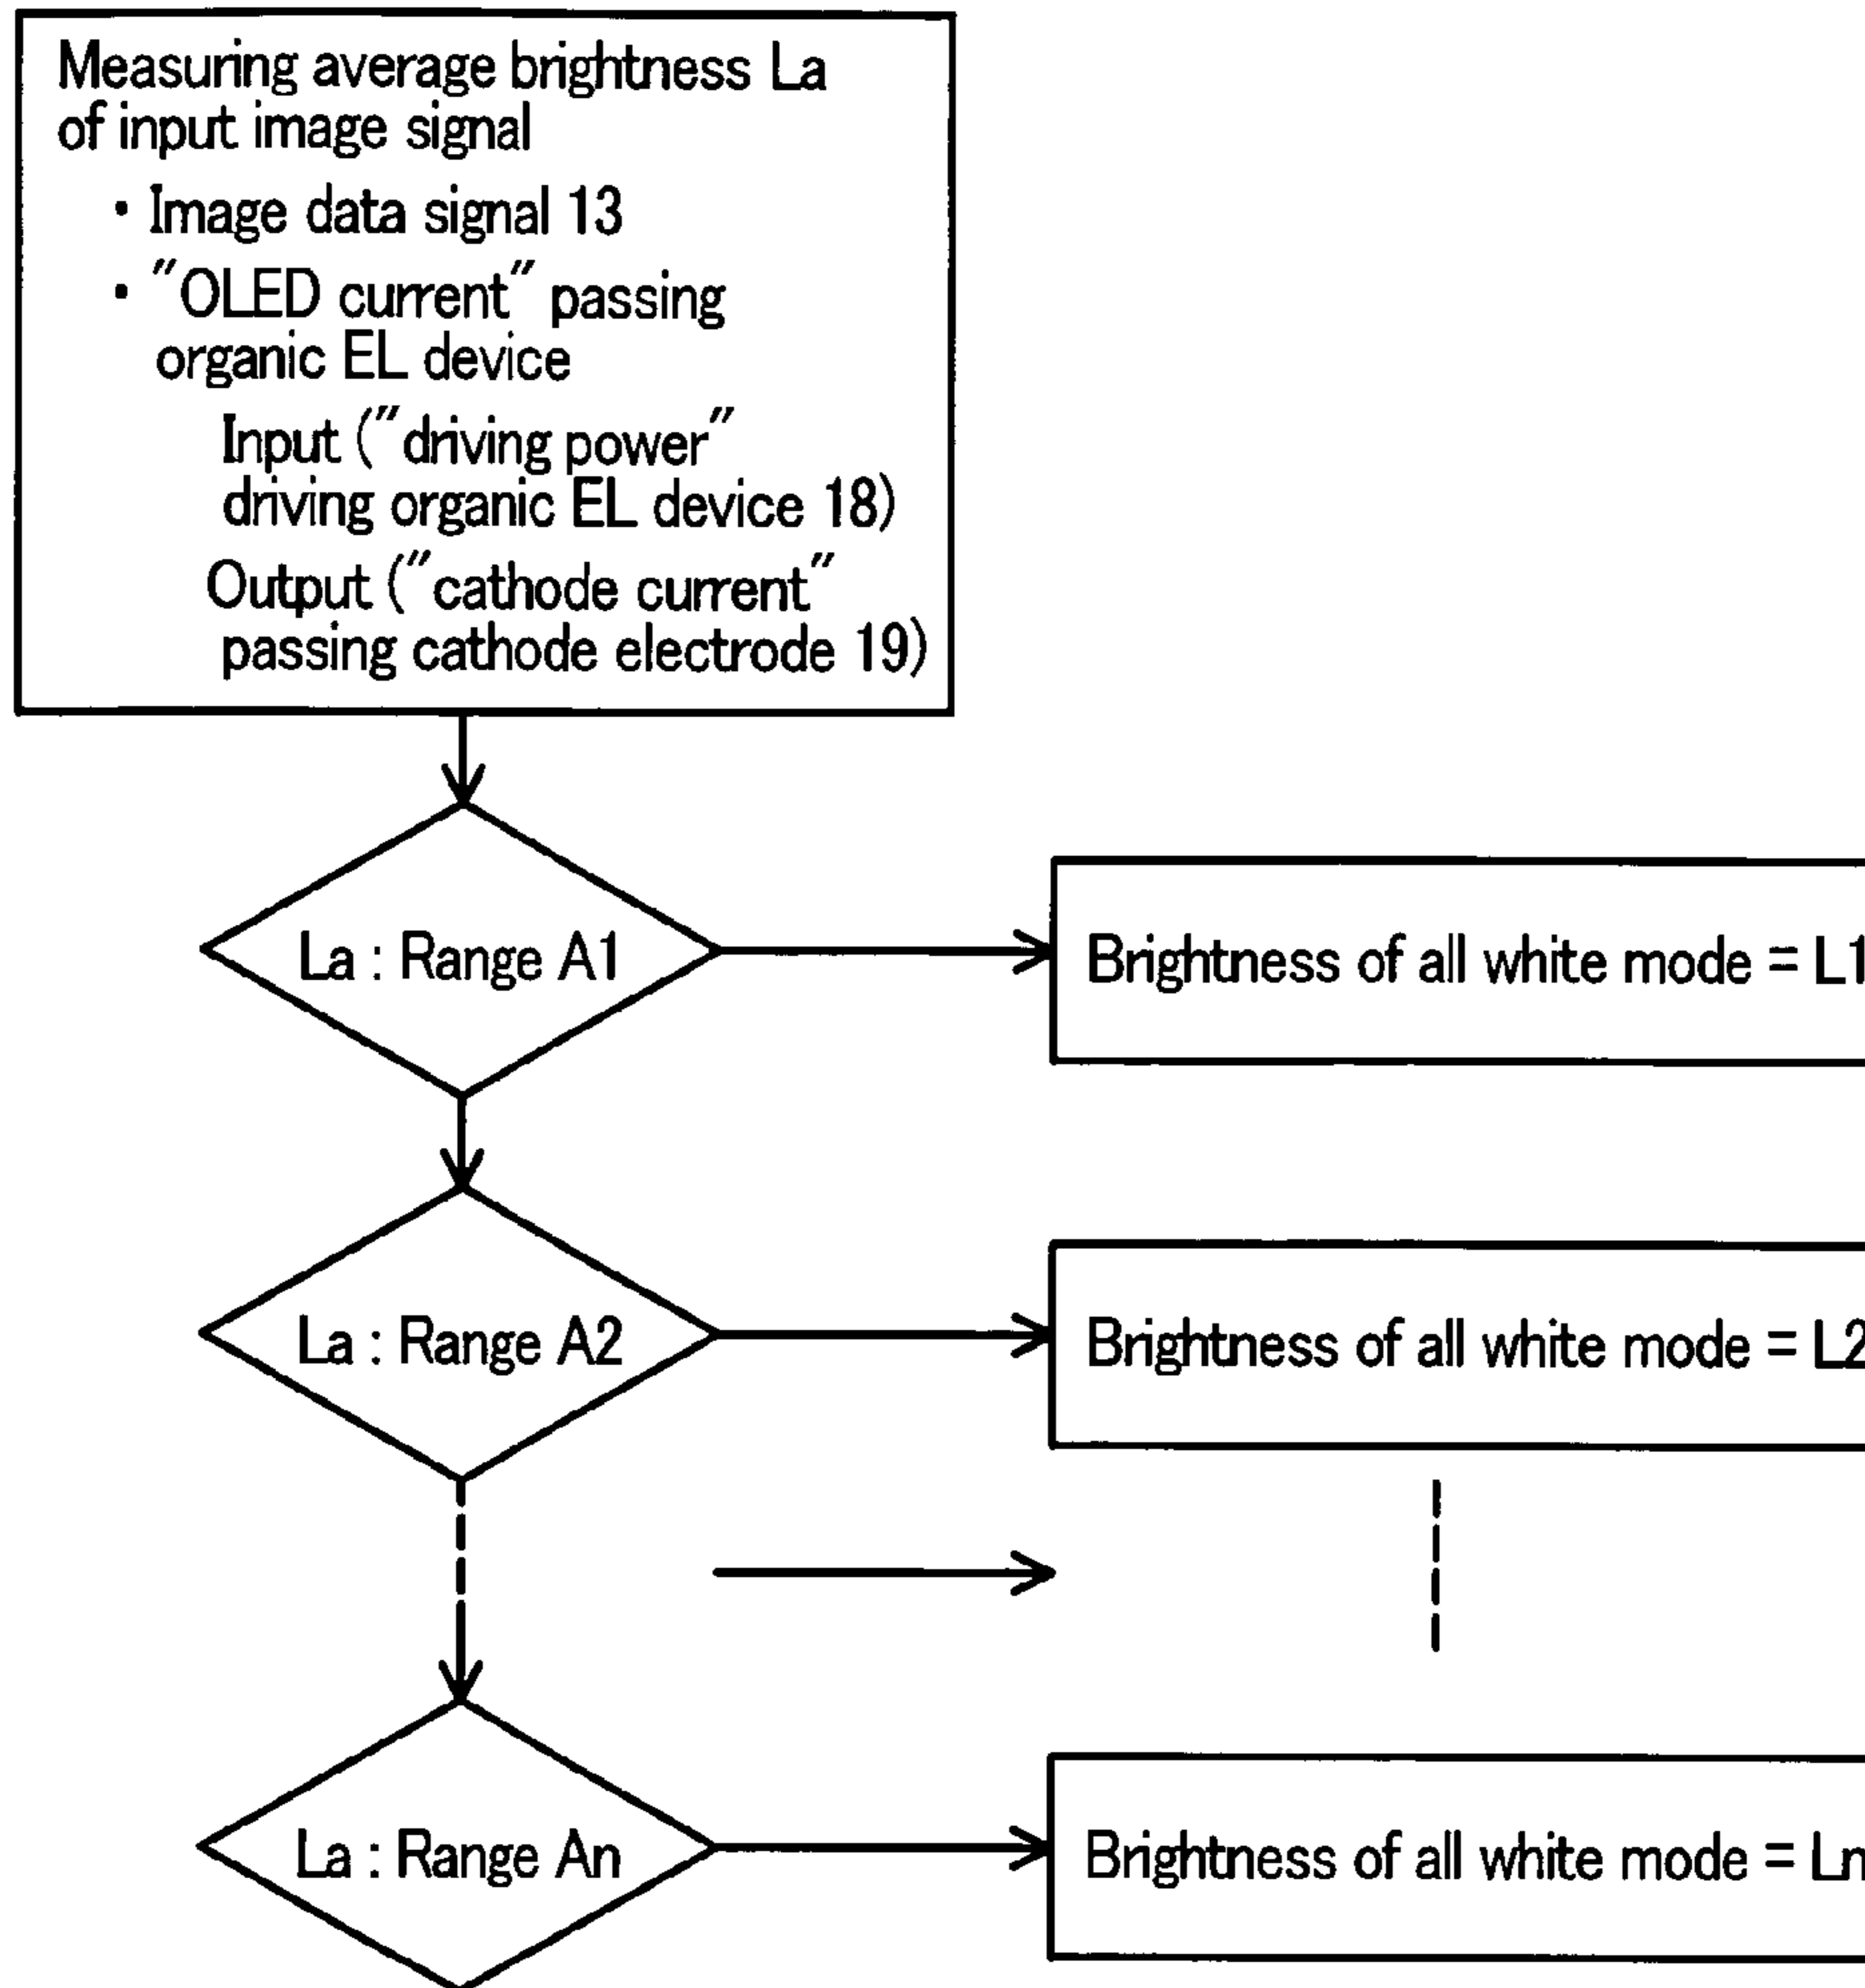 Measuring average brightness La
of input image signal
・Image data signal 13
・"OLED current" passing
organic EL device
Input ("driving power"
driving organic EL device 18)
Output ("cathode current"
passing cathode electrode 19)
La : Range A1
Brightness of all white mode = L1
La : Range A2
Brightness of all white mode = L2
La : Range An
Brightness of all white mode = Ln